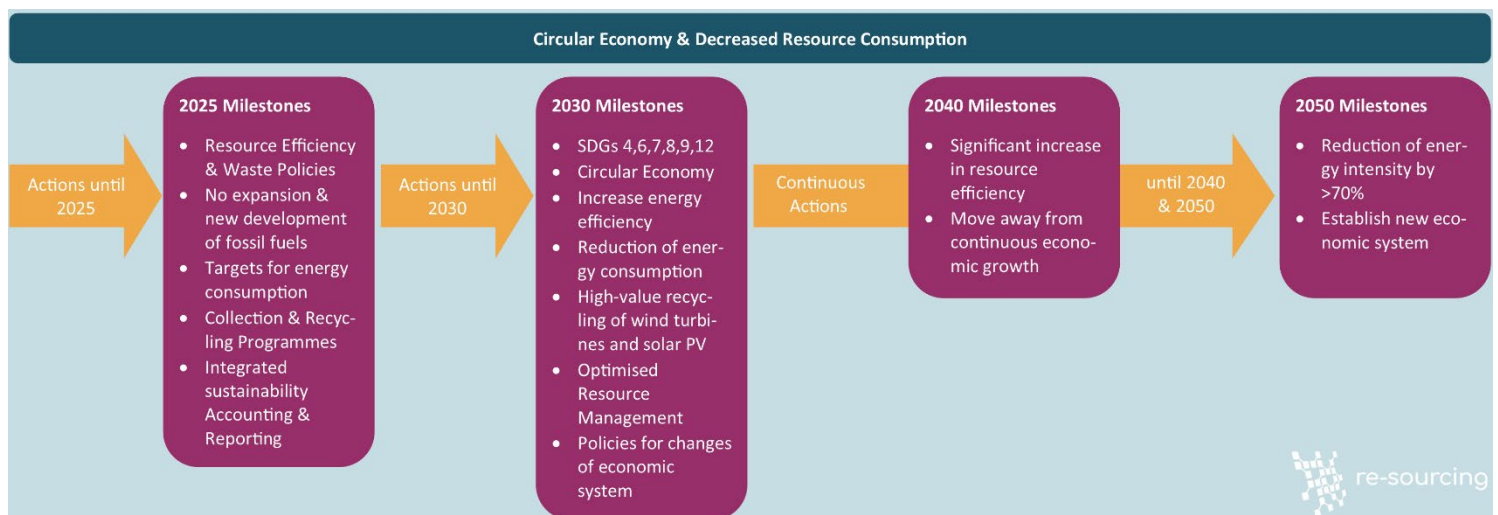 Circular Economy & Decreased Resource Consumption
Actions until
2025
2025 Milestones
• Resource Efficiency
& Waste Policies
• No expansion &
new development
of fossil fuels
• Targets for energy
consumption
• Collection & Recyc-
ling Programmes
• Integrated
sustainability
Accounting &
Reporting
Actions until
2030
2030 Milestones
• SDGs 4,6,7,8,9,12
• Circular Economy
• Increase energy
efficiency
• Reduction of ener-
gy consumption
• High-value recyc-
ling of wind turbi-
nes and solar PV
• Optimised
Resource
Management
• Policies for changes
of economic
system
Continuous
Actions
2040 Milestones
• Significant increase
in resource
efficiency
• Move away from
continuous econo-
mic growth
until 2040
& 2050
2050 Milestones
• Reduction of ener-
gy intensity by
>70%
• Establish new eco-
nomic system
re-sourcing